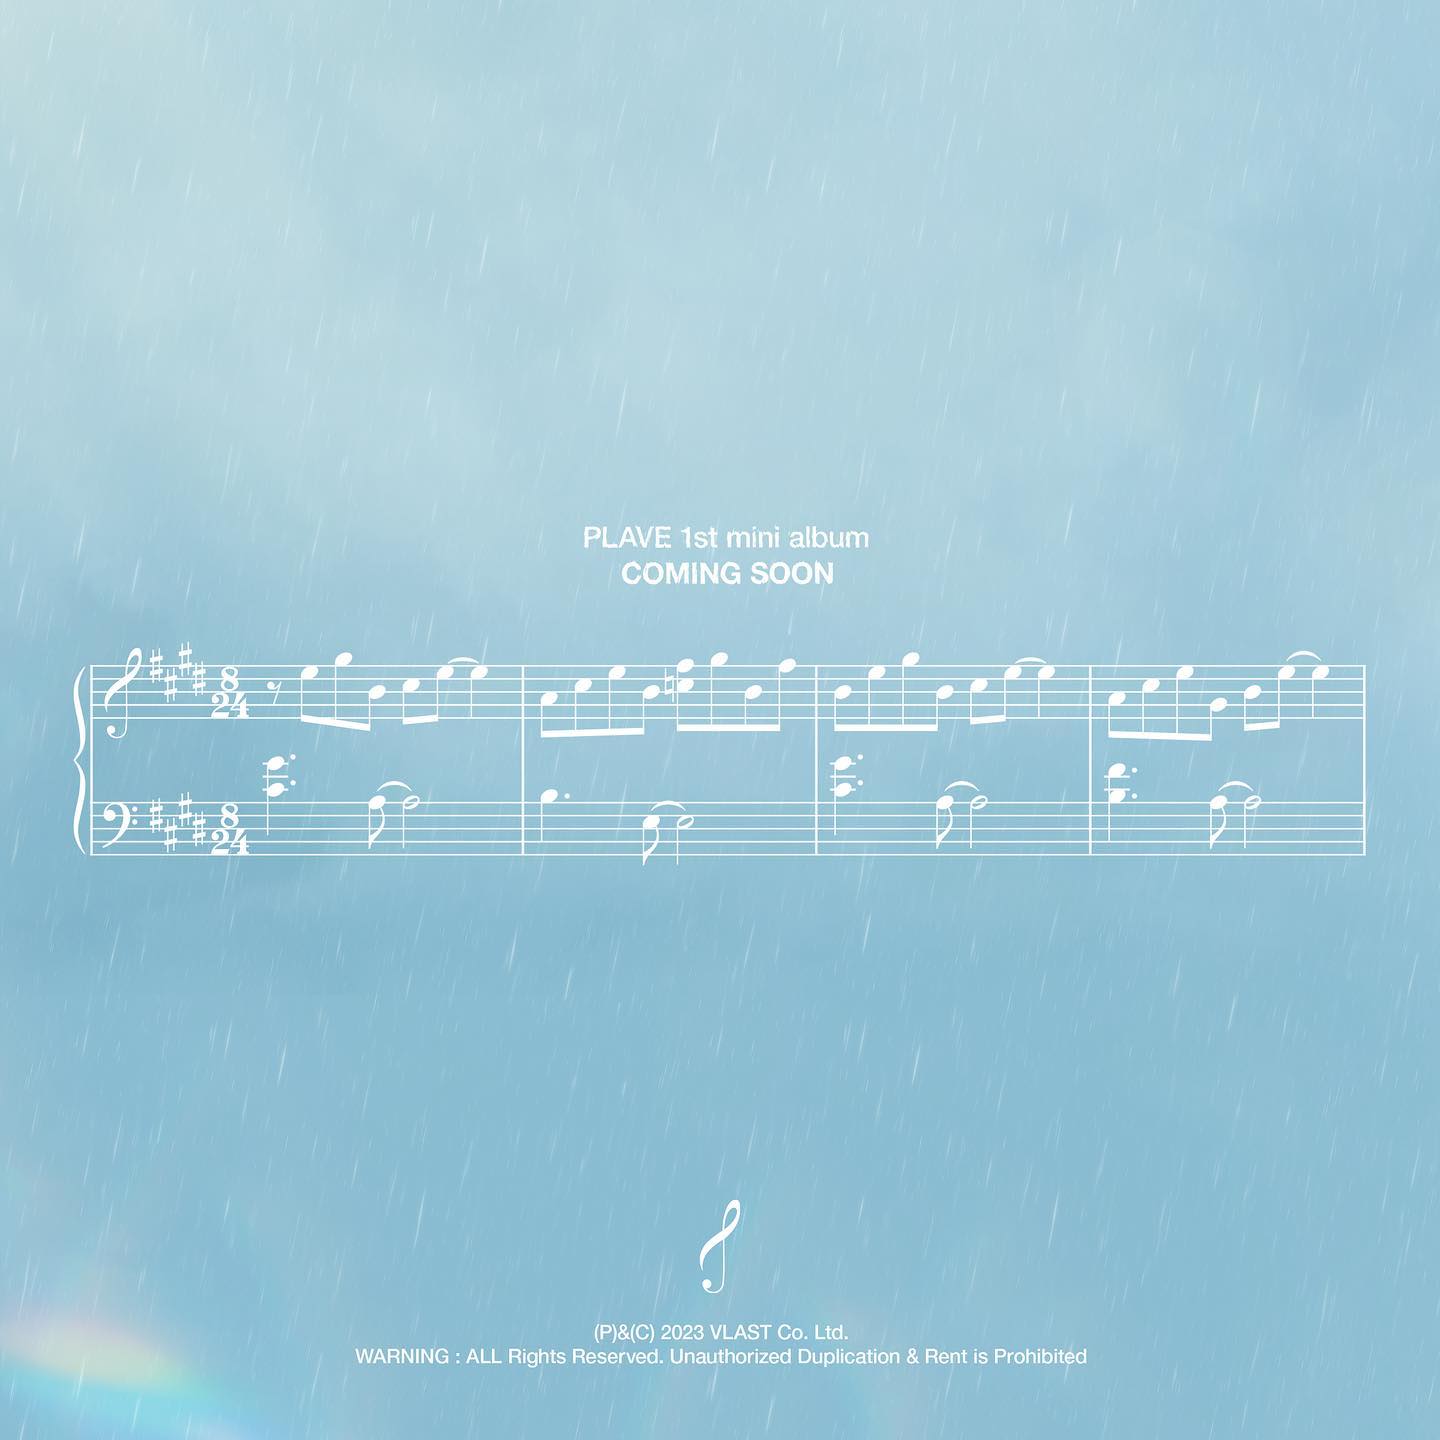 PLAVE 1st mini album
COMING SOON
8
24
8
24
(P)&(C) 2023 VLAST Co. Ltd.
WARNING : ALL Rights Reserved. Unauthorized Duplication & Rent is Prohibited